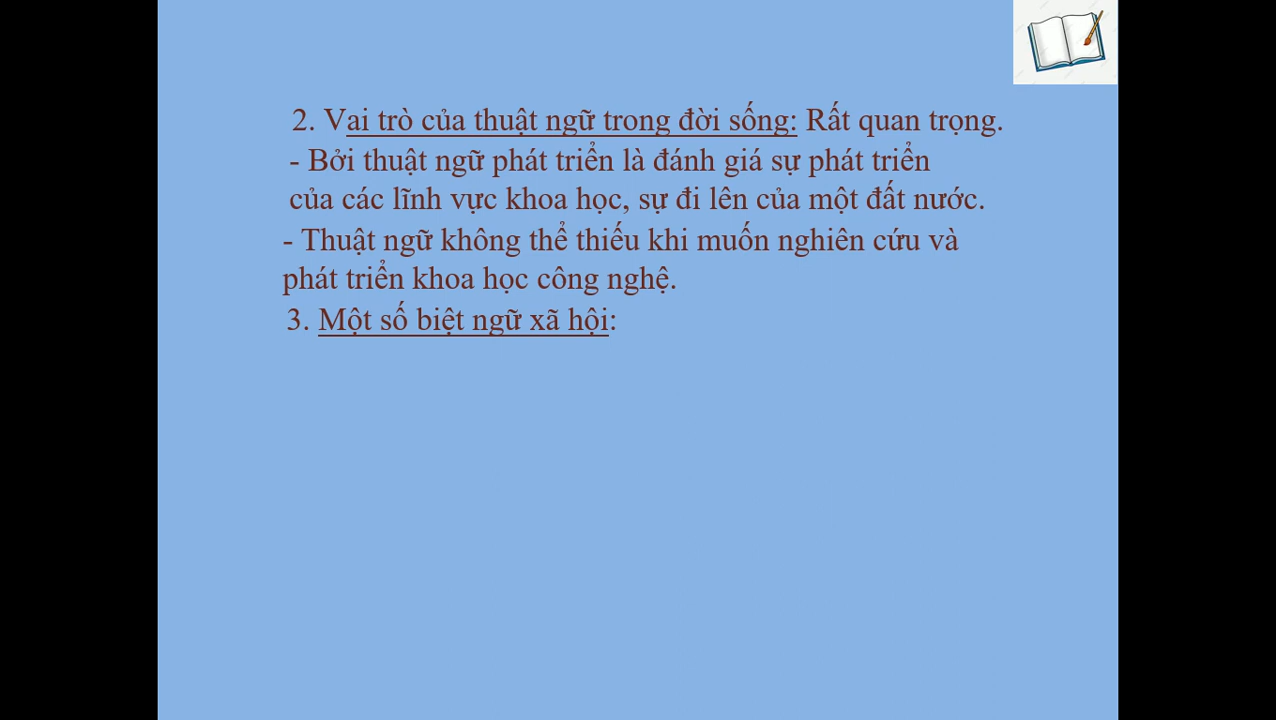 2. Vai trò của thuật ngữ trong đời sống: Rất quan trọng.
- Bởi thuật ngữ phát triển là đánh giá sự phát triển
của các lĩnh vực khoa học, sự đi lên của một đất nước.
- Thuật ngữ không thể thiếu khi muốn nghiên cứu và
phát triển khoa học công nghệ.
3. Một số biệt ngữ xã hội: